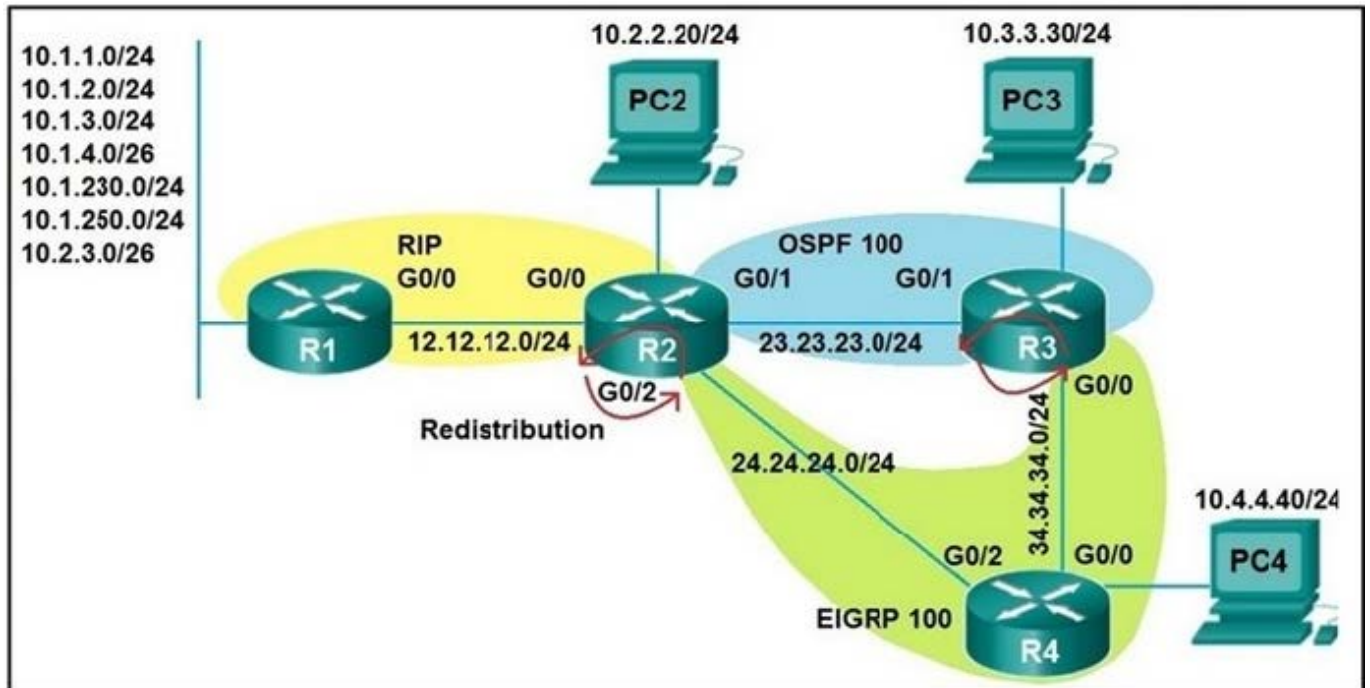 10.1.1.0/24
10.1.2.0/24
10.1.3.0/24
10.1.4.0/26
10.1.230.0/24
10.1.250.0/24
10.2.3.0/26
10.2.2.20/24
PC2
10.3.3.30/24
PC3
RIP
G0/0
G0/0
OSPF 100
G0/1
G0/1
R1
12.12.12.0/24
R2
23.23.23.0/24
R3
G0/2
G0/0
Redistribution
24.24.24.0/24
34.34.34.0/24
10.4.4.40/24
G0/2
G0/0
PC4
EIGRP 100
R4